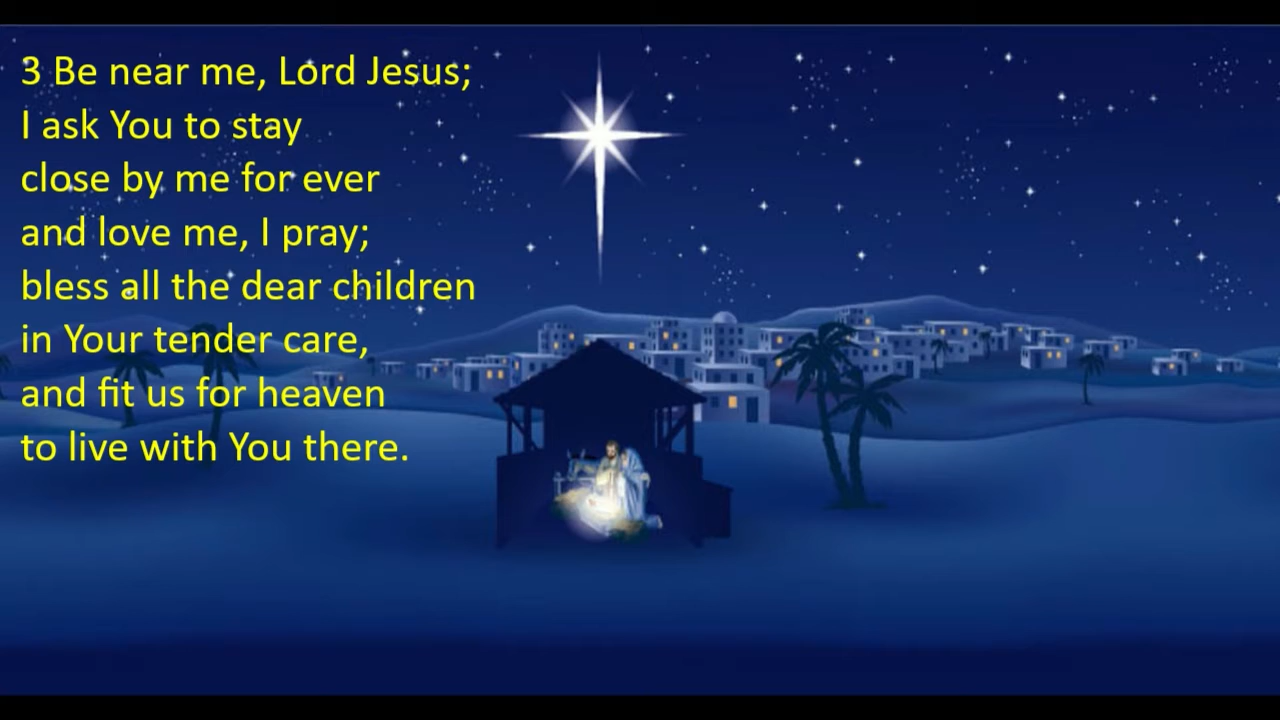 3 Be near me, Lord Jesus;
I ask You to stay
close by me for ever
and love me, I pray;
bless all the dear children
in Your tender care,
and fit us for heaven
to live with You there.